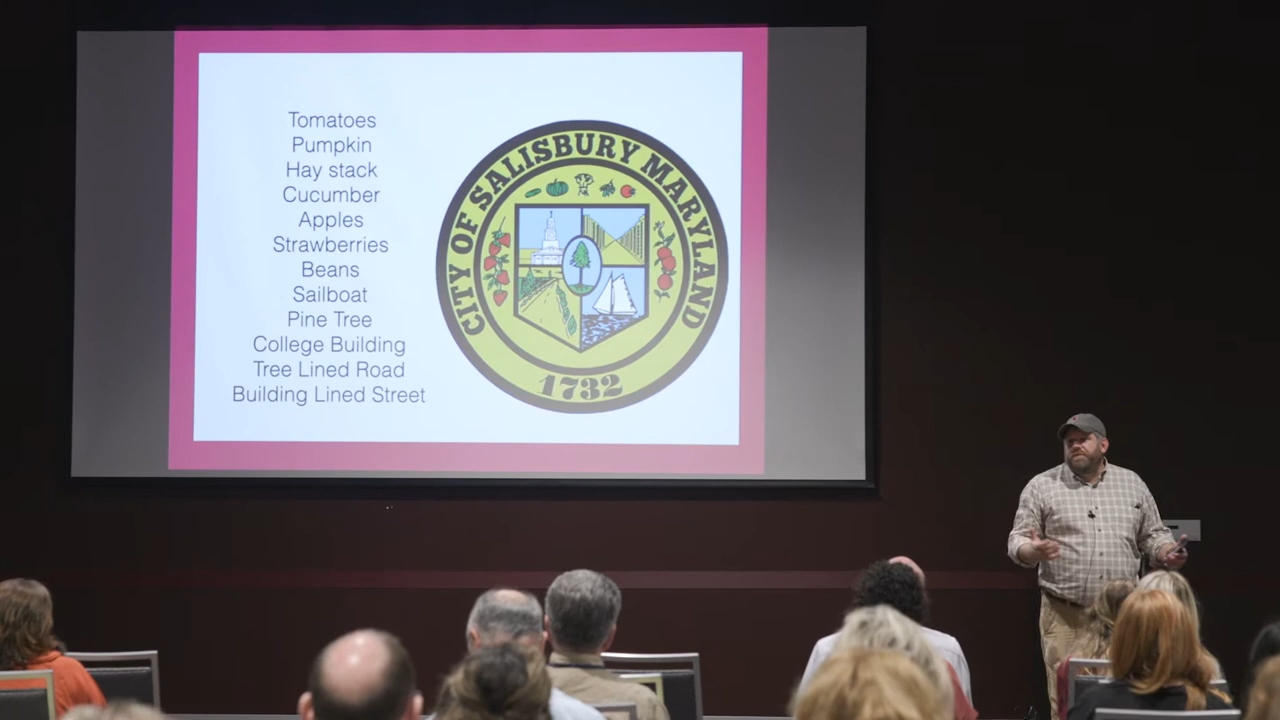 Tomatoes
Pumpkin
Hay stack
Cucumber
Apples
Strawberries
Beans
Sailboat
Pine Tree
College Building
Tree Lined Road
Building Lined Street
CITY OF SALISBURY MARYLAND
1732